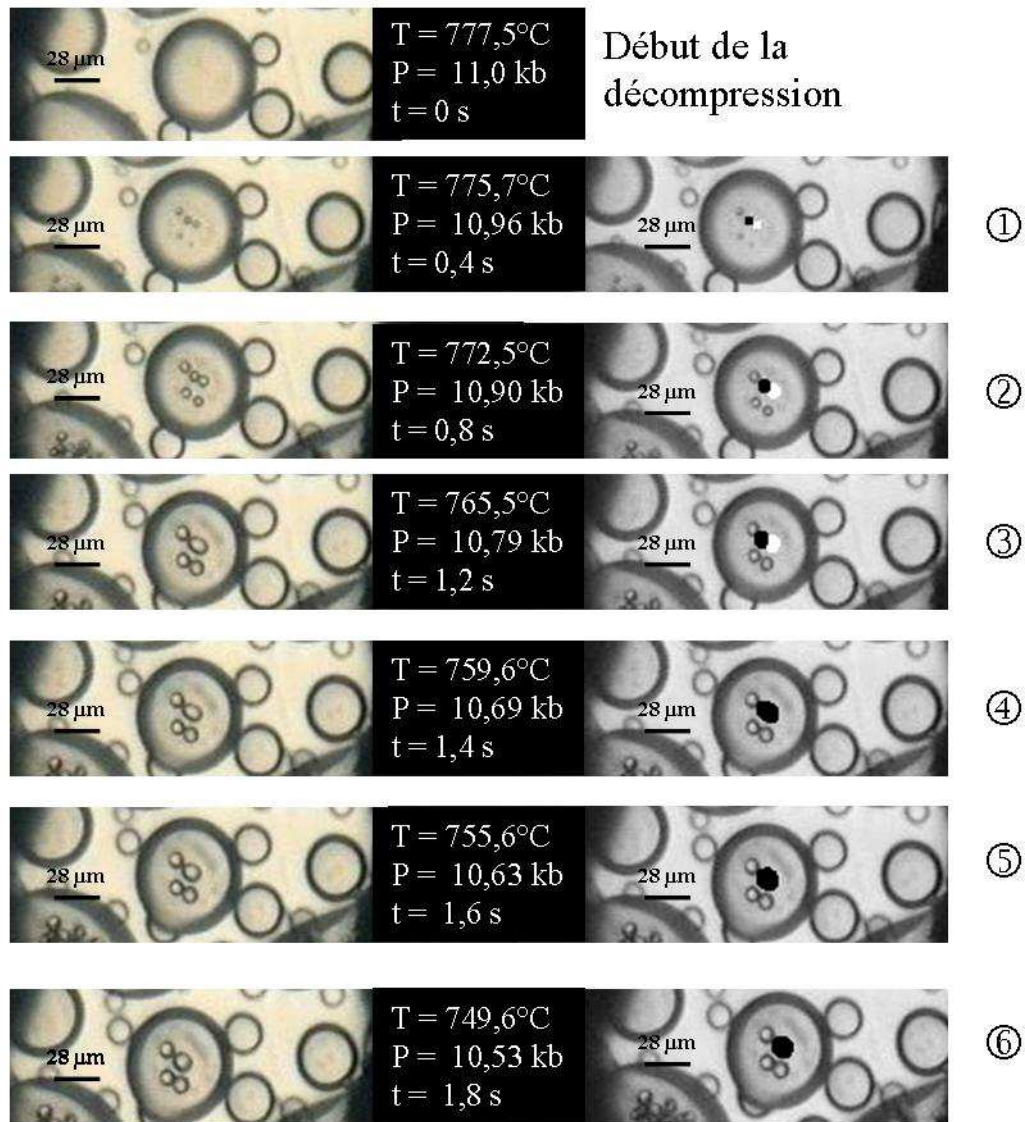 28 µm
T = 777,5°C
P = 11,0 kb
t = 0 s
Début de la
décompression
28 µm
T = 775,7°C
P = 10,96 kb
t = 0,4 s
28 µm
①
28 µm
T = 772,5°C
P = 10,90 kb
t = 0,8 s
28 µm
②
28 µm
T = 765,5°C
P = 10,79 kb
t = 1,2 s
28 µm
③
28 µm
T = 759,6°C
P = 10,69 kb
t = 1,4 s
28 µm
④
28 µm
T = 755,6°C
P = 10,63 kb
t = 1,6 s
28 µm
⑤
28 µm
T = 749,6°C
P = 10,53 kb
t = 1,8 s
28 µm
⑥